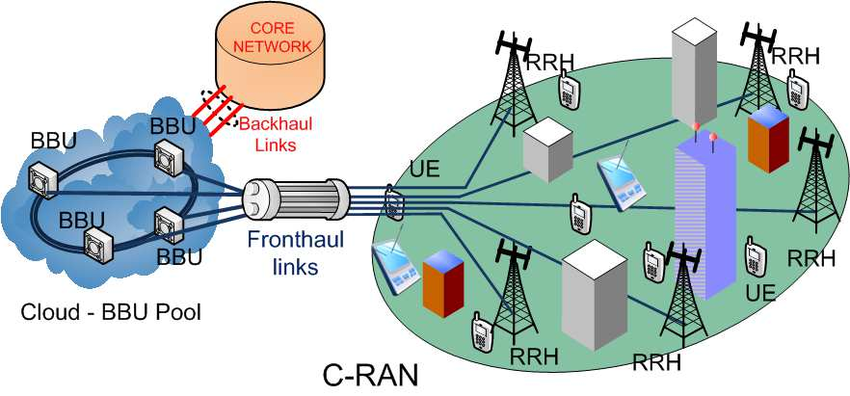 CORE
NETWORK
RRH
RRH
BBU
BBU
Backhaul
Links
UE
BBU
Fronthaul
links
BBU
RRH
UE
Cloud - BBU Pool
RRH
RRH
C-RAN